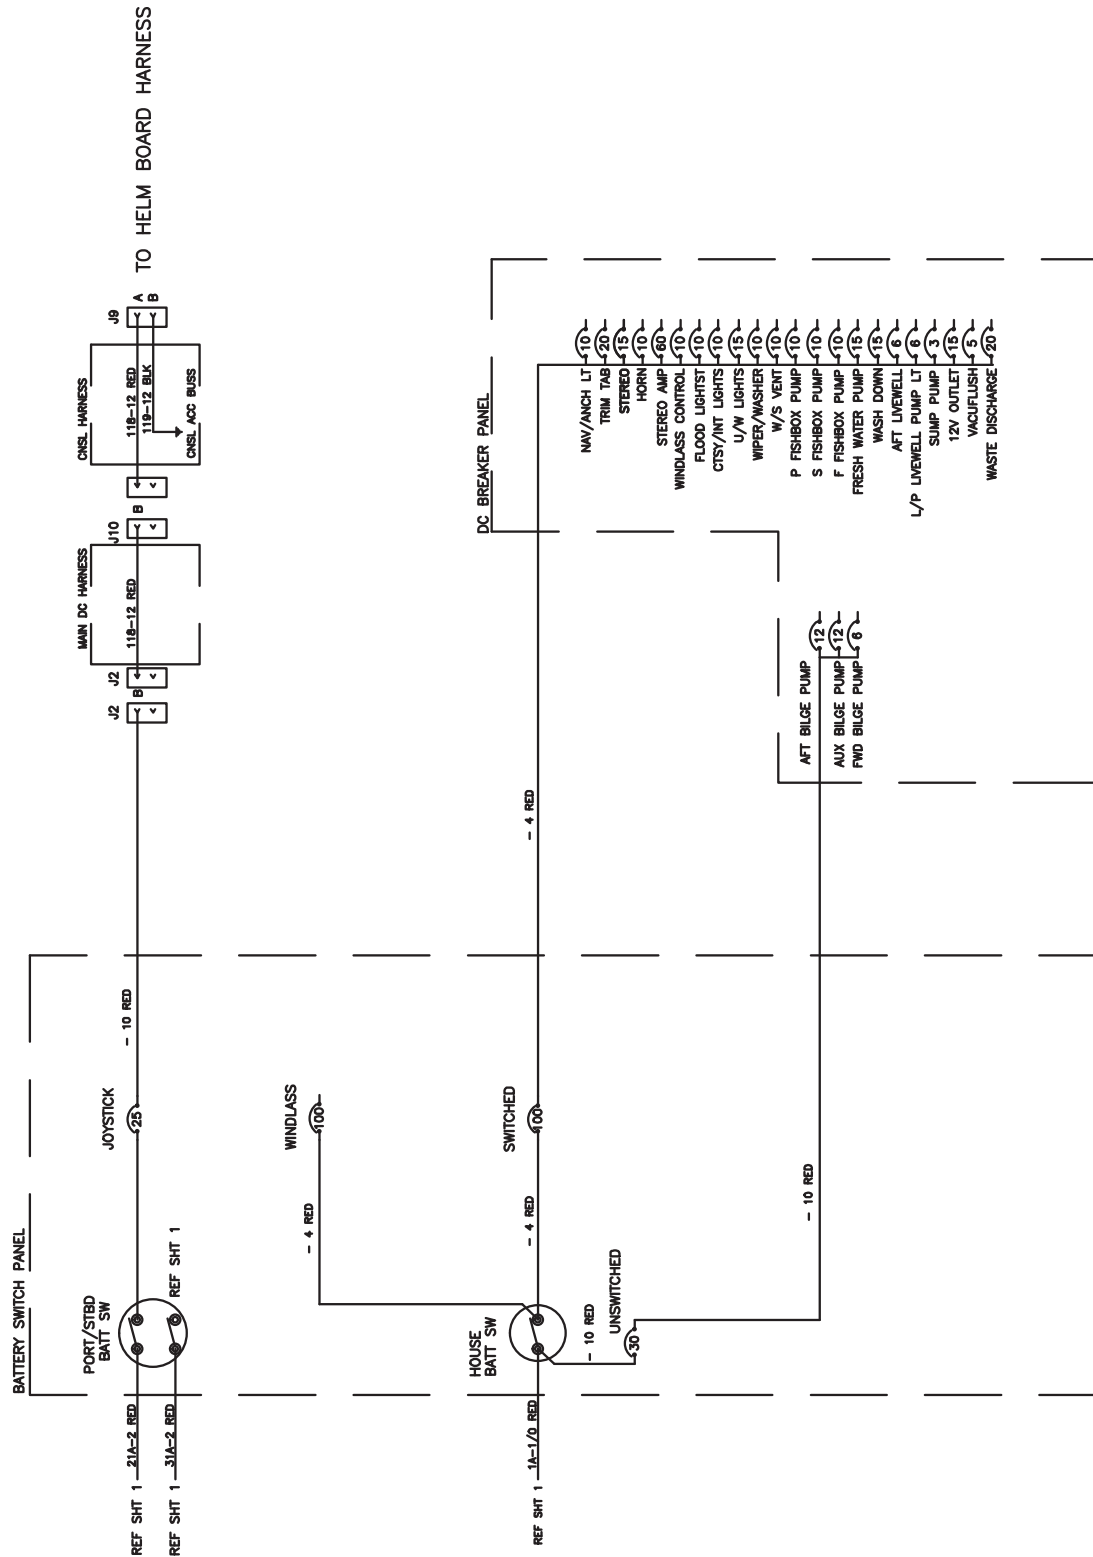 BATTERY SWITCH PANEL
REF SHT 1
21A-2 RED
REF SHT 1
31A-2 RED
PORT/STBD
BATT SW
REF SHT 1
JOYSTICK
25
- 10 RED
J2
B
J2
MAIN DC HARNESS
118-12 RED
J10
B
CNSL HARNESS
118-12 RED
119-12 BLK
CNSL ACC BUSS
J9
A
B
TO HELM BOARD HARNESS
- 4 RED
WINDLASS
100
REF SHT 1
1A-1/0 RED
HOUSE
BATT SW
- 4 RED
SWITCHED
100
- 4 RED
- 10 RED
UNSWITCHED
30
- 10 RED
DC BREAKER PANEL
NAV/ANCH LT
10
TRIM TAB
20
STEREO
15
HORN
10
STEREO AMP
60
WINDLASS CONTROL
10
FLOOD LIGHTST
10
CTSY/INT LIGHTS
10
U/W LIGHTS
15
WIPER/WASHER
10
W/S VENT
10
P FISHBOX PUMP
10
S FISHBOX PUMP
10
F FISHBOX PUMP
10
FRESH WATER PUMP
15
WASH DOWN
15
AFT LIVEWELL
6
L/P LIVEWELL PUMP LT
6
SUMP PUMP
3
12V OUTLET
15
VACUFLUSH
5
WASTE DISCHARGE
20
AFT BILGE PUMP
12
AUX BILGE PUMP
12
FWD BILGE PUMP
6